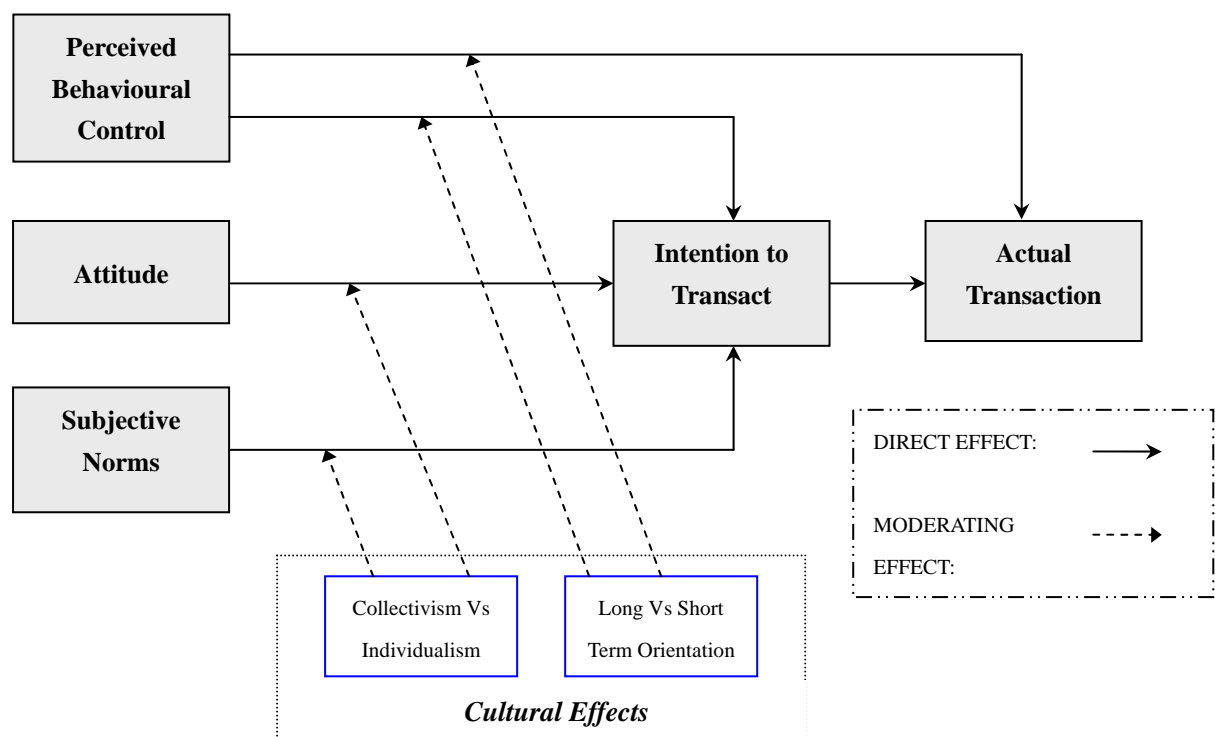 Perceived
Behavioural
Control
Attitude
Subjective
Norms
Intention to
Transact
Actual
Transaction
DIRECT EFFECT:
MODERATING
EFFECT:
Collectivism Vs
Individualism
Long Vs Short
Term Orientation
Cultural Effects